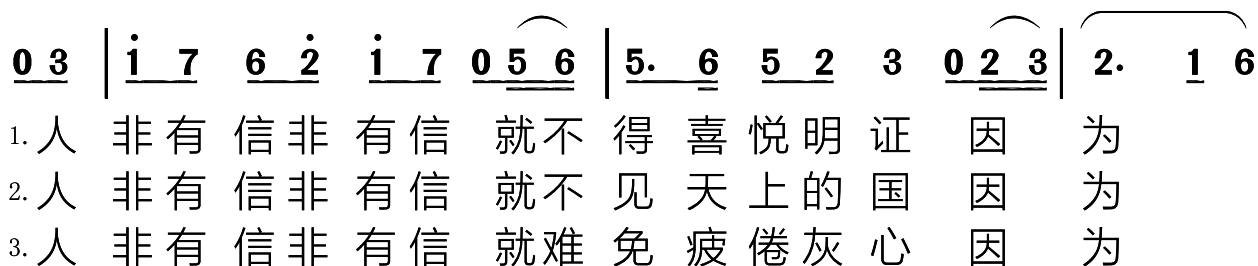 0 3 | i 7 6 2̇ i 7 0 5 6 | 5. 6 5 2 3 0 2 3 | 2. 1 6
1. 人 非 有 信 非 有 信 就 不 得 喜 悦 明 证 因 为
2. 人 非 有 信 非 有 信 就 不 见 天 上 的 国 因 为
3. 人 非 有 信 非 有 信 就 难 免 疲 倦 灰 心 因 为